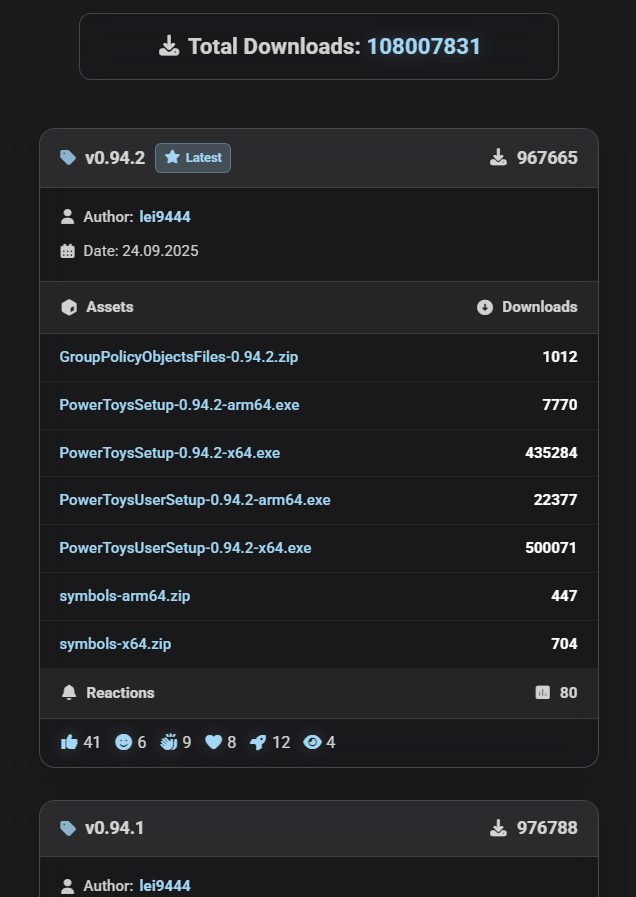 Total Downloads: 108007831
v0.94.2 Latest 967665
Author: lei9444
Date: 24.09.2025
Assets Downloads
GroupPolicyObjectsFiles-0.94.2.zip 1012
PowerToysSetup-0.94.2-arm64.exe 7770
PowerToysSetup-0.94.2-x64.exe 435284
PowerToysUserSetup-0.94.2-arm64.exe 22377
PowerToysUserSetup-0.94.2-x64.exe 500071
symbols-arm64.zip 447
symbols-x64.zip 704
Reactions 80
41 6 9 8 12 4
v0.94.1 976788
Author: lei9444